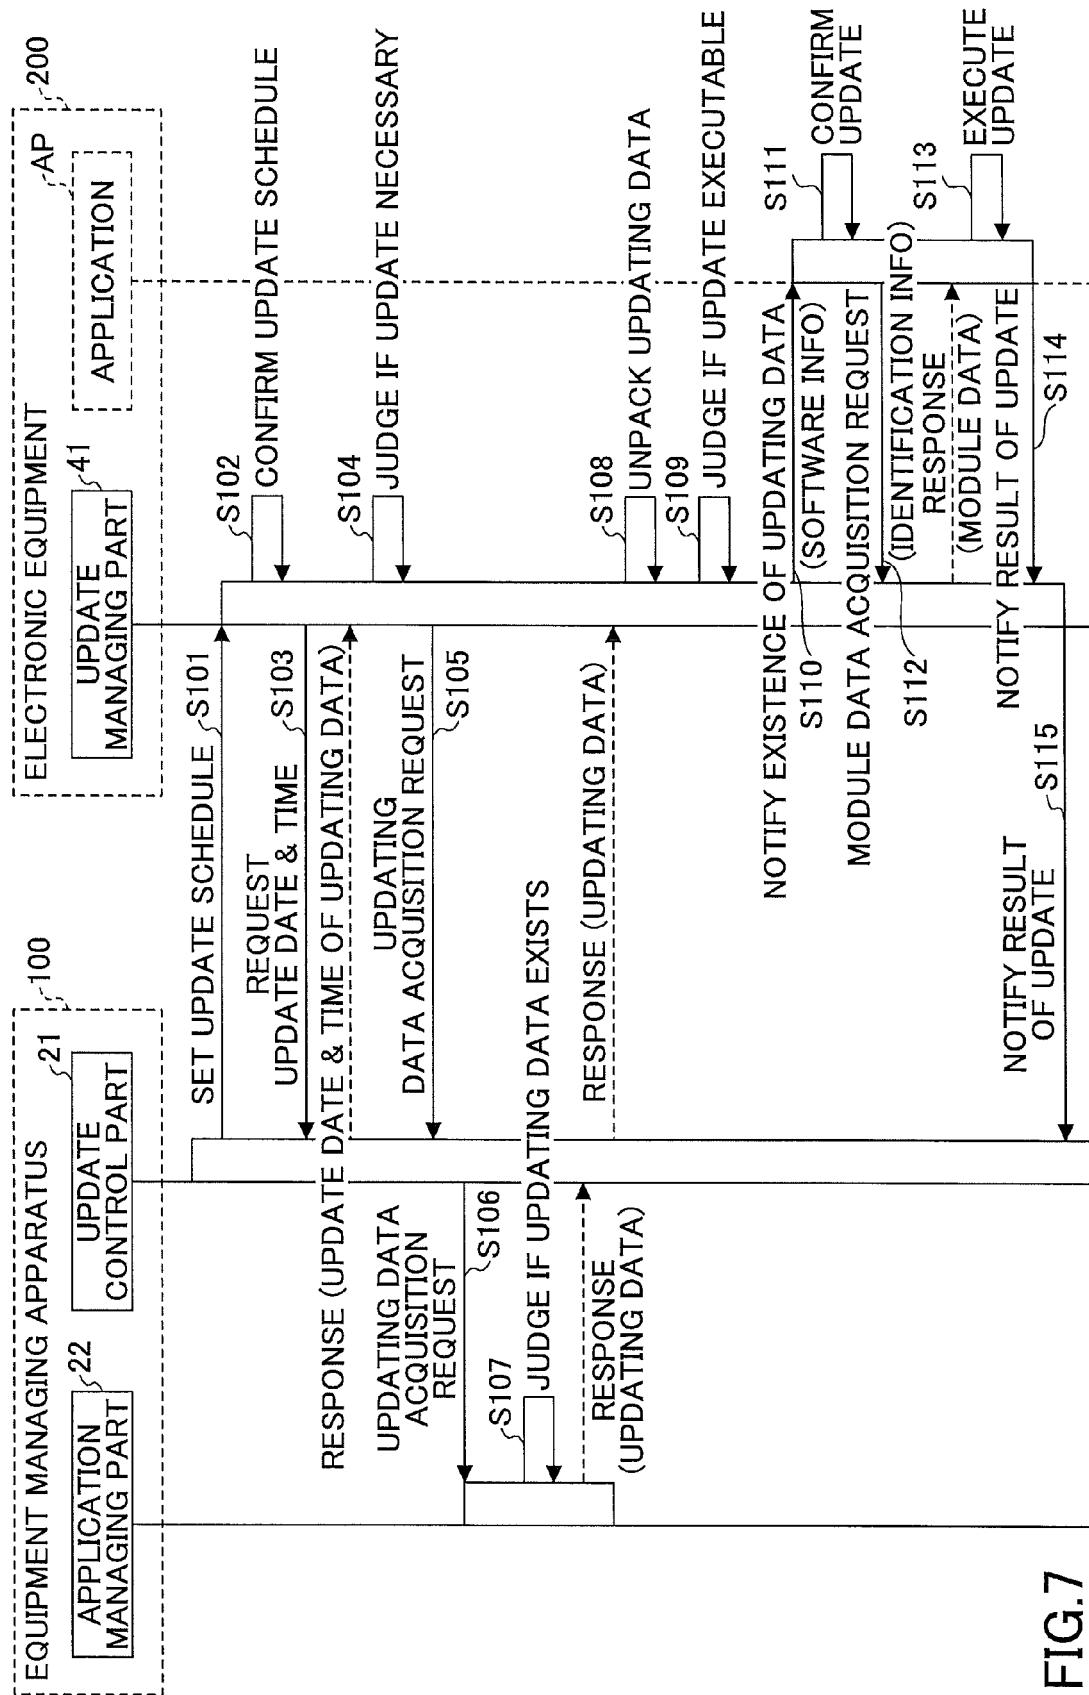 EQUIPMENT MANAGING APPARATUS
100
APPLICATION
MANAGING PART
22
UPDATE
CONTROL PART
21
ELECTRONIC EQUIPMENT
200
UPDATE
MANAGING PART
41
APPLICATION
AP
SET UPDATE SCHEDULE
S101
S102
CONFIRM UPDATE SCHEDULE
REQUEST
UPDATE DATE & TIME
S103
RESPONSE (UPDATE DATE & TIME OF UPDATING DATA)
S104
JUDGE IF UPDATE NECESSARY
UPDATING
DATA ACQUISITION REQUEST
S105
UPDATING DATA
ACQUISITION
REQUEST
S106
S107
JUDGE IF UPDATING DATA EXISTS
RESPONSE
(UPDATING DATA)
RESPONSE (UPDATING DATA)
S108
UNPACK UPDATING DATA
S109
JUDGE IF UPDATE EXECUTABLE
NOTIFY EXISTENCE OF UPDATING DATA
(SOFTWARE INFO)
S110
S111
CONFIRM
UPDATE
MODULE DATA ACQUISITION REQUEST
(IDENTIFICATION INFO)
S112
RESPONSE
(MODULE DATA)
S113
EXECUTE
UPDATE
NOTIFY RESULT OF UPDATE
S114
NOTIFY RESULT
OF UPDATE
S115
FIG.7